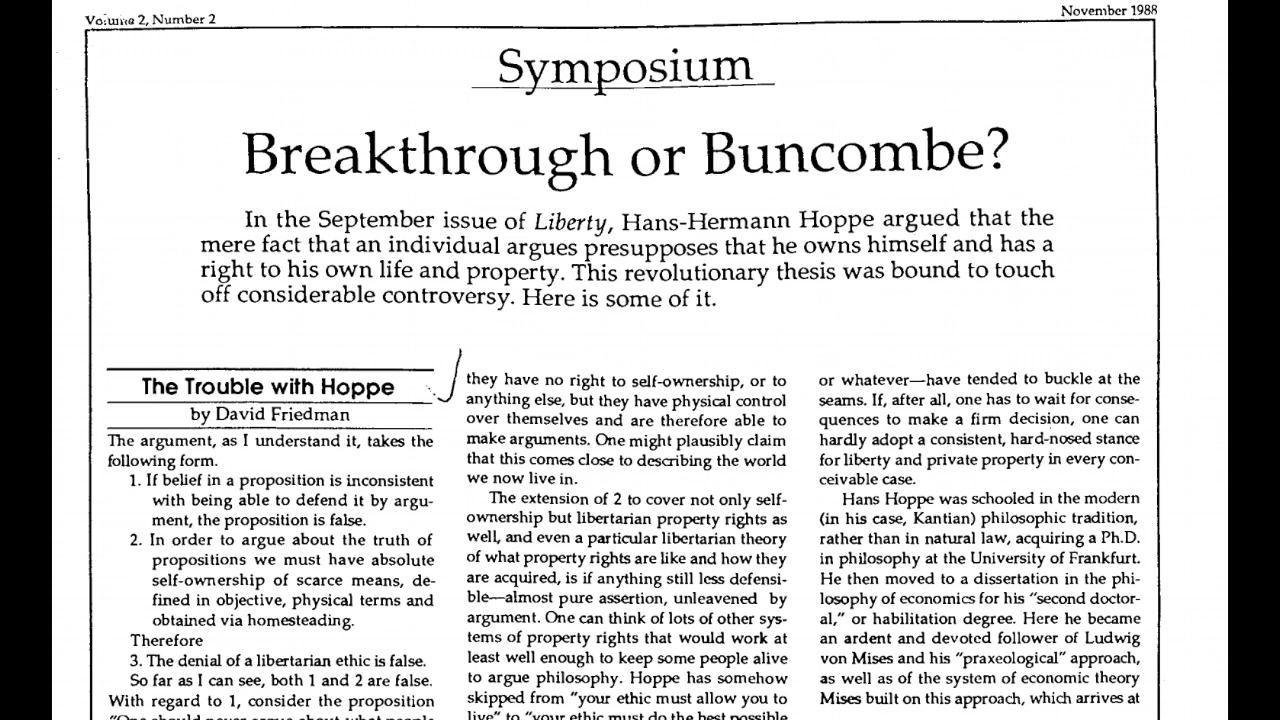 Volume 2, Number 2
November 1988
Symposium
Breakthrough or Buncombe?
In the September issue of Liberty, Hans-Hermann Hoppe argued that the
mere fact that an individual argues presupposes that he owns himself and has a
right to his own life and property. This revolutionary thesis was bound to touch
off considerable controversy. Here is some of it.
The Trouble with Hoppe
by David Friedman
The argument, as I understand it, takes the
following form.
1. If belief in a proposition is inconsistent
with being able to defend it by argu-
ment, the proposition is false.
2. In order to argue about the truth of
propositions we must have absolute
self-ownership of scarce means, de-
fined in objective, physical terms and
obtained via homesteading.
Therefore
3. The denial of a libertarian ethic is false.
So far as I can see, both 1 and 2 are false.
With regard to 1, consider the proposition
"One should never argue about what people
they have no right to self-ownership, or to
anything else, but they have physical control
over themselves and are therefore able to
make arguments. One might plausibly claim
that this comes close to describing the world
we now live in.
The extension of 2 to cover not only self-
ownership but libertarian property rights as
well, and even a particular libertarian theory
of what property rights are like and how they
are acquired, is if anything still less defensi-
ble—almost pure assertion, unleavened by
argument. One can think of lots of other sys-
tems of property rights that would work at
least well enough to keep some people alive
to argue philosophy. Hoppe has somehow
skipped from "your ethic must allow you to
live" to "your ethic must do the best possible
or whatever—have tended to buckle at the
seams. If, after all, one has to wait for conse-
quences to make a firm decision, one can
hardly adopt a consistent, hard-nosed stance
for liberty and private property in every con-
ceivable case.
Hans Hoppe was schooled in the modern
(in his case, Kantian) philosophic tradition,
rather than in natural law, acquiring a Ph.D.
in philosophy at the University of Frankfurt.
He then moved to a dissertation in the phi-
losophy of economics for his "second doctor-
al," or habilitation degree. Here he became
an ardent and devoted follower of Ludwig
von Mises and his "praxeological" approach,
as well as of the system of economic theory
Mises built on this approach, which arrives at